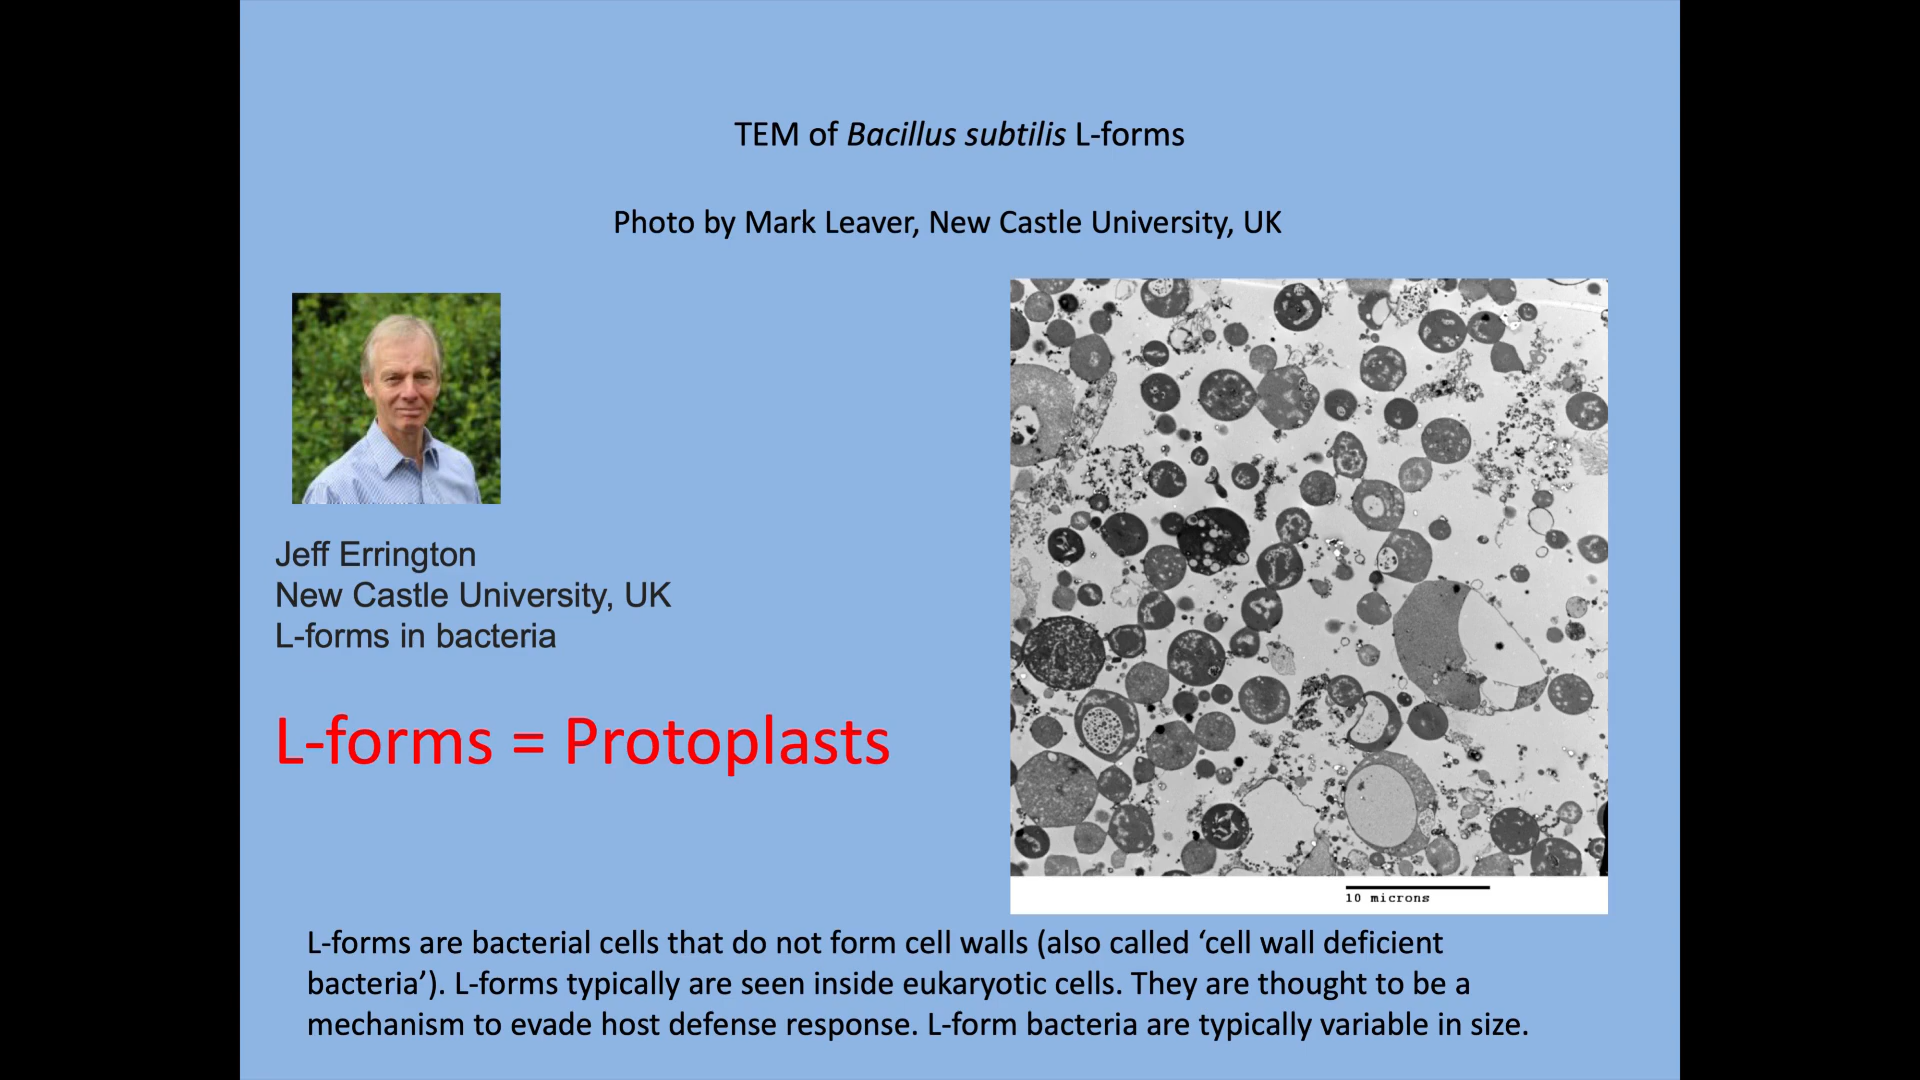 TEM of Bacillus subtilis L-forms
Photo by Mark Leaver, New Castle University, UK
Jeff Errington
New Castle University, UK
L-forms in bacteria
L-forms = Protoplasts
10 microns
L-forms are bacterial cells that do not form cell walls (also called ‘cell wall deficient
bacteria’). L-forms typically are seen inside eukaryotic cells. They are thought to be a
mechanism to evade host defense response. L-form bacteria are typically variable in size.